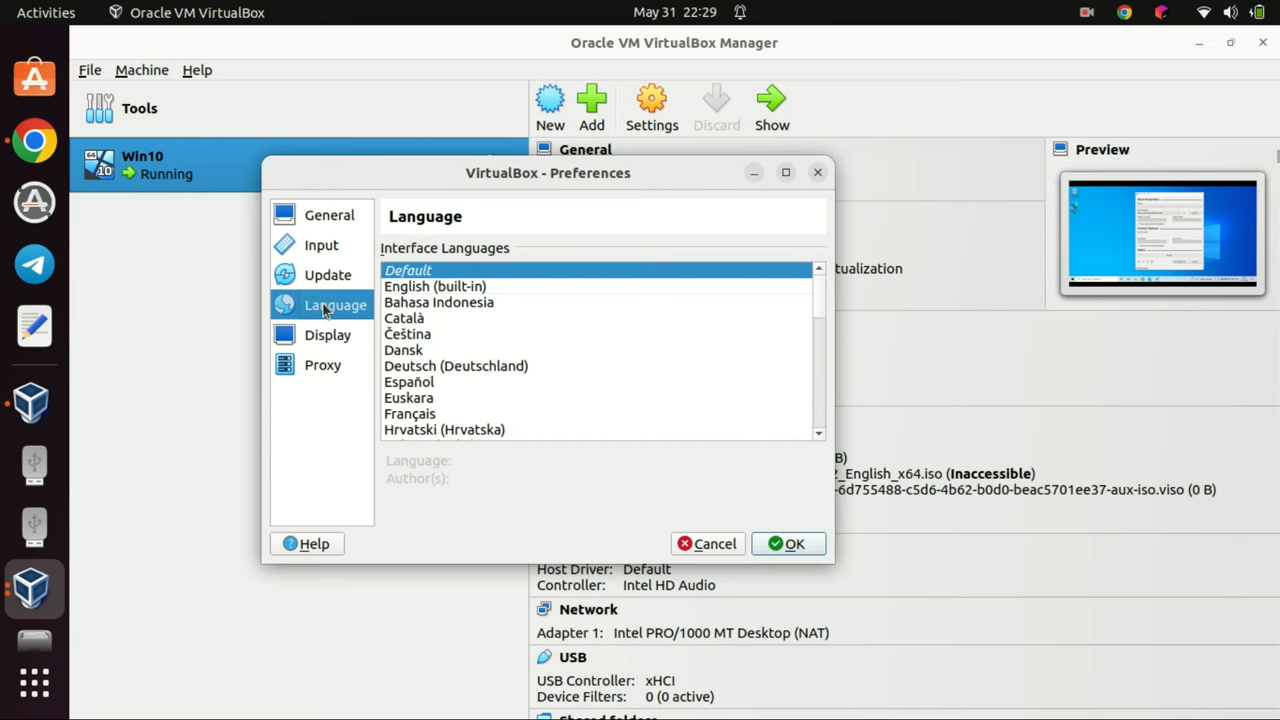 Activities
Oracle VM VirtualBox
May 31 22:29
Oracle VM VirtualBox Manager
File
Machine
Help
Tools
New
Add
Settings
Discard
Show
64
10
Win10
Running
General
Preview
VirtualBox - Preferences
General
Input
Update
Language
Display
Proxy
Language
Interface Languages
Default
English (built-in)
Bahasa Indonesia
Català
Čeština
Dansk
Deutsch (Deutschland)
Español
Euskara
Français
Hrvatski (Hrvatska)
Language:
Author(s):
Help
Cancel
OK
tualization
B)
_English_x64.iso (Inaccessible)
-6d755488-c5d6-4b62-b0d0-beac5701ee37-aux-iso.viso (0 B)
Host Driver: Default
Controller: Intel HD Audio
Network
Adapter 1: Intel PRO/1000 MT Desktop (NAT)
USB
USB Controller: xHCI
Device Filters: 0 (0 active)
Shared folders